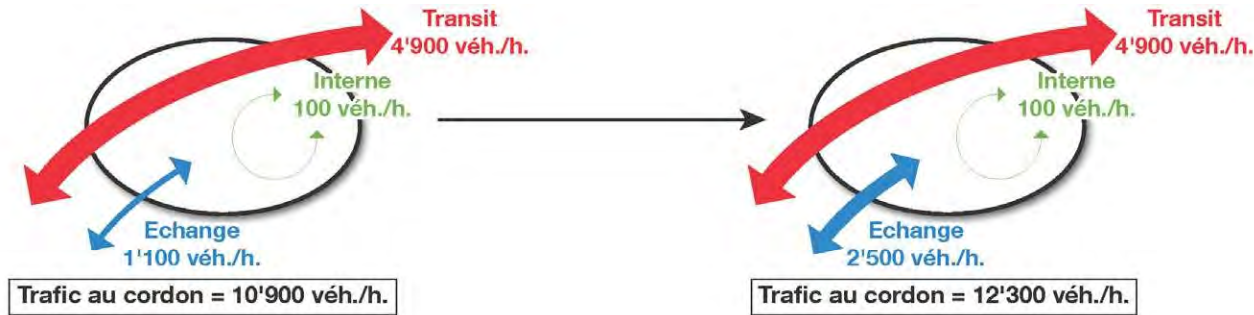 Transit
4'900 véh./h.
Interne
100 véh./h.
Echange
1'100 véh./h.
Trafic au cordon = 10'900 véh./h.
Transit
4'900 véh./h.
Interne
100 véh./h.
Echange
2'500 véh./h.
Trafic au cordon = 12'300 véh./h.